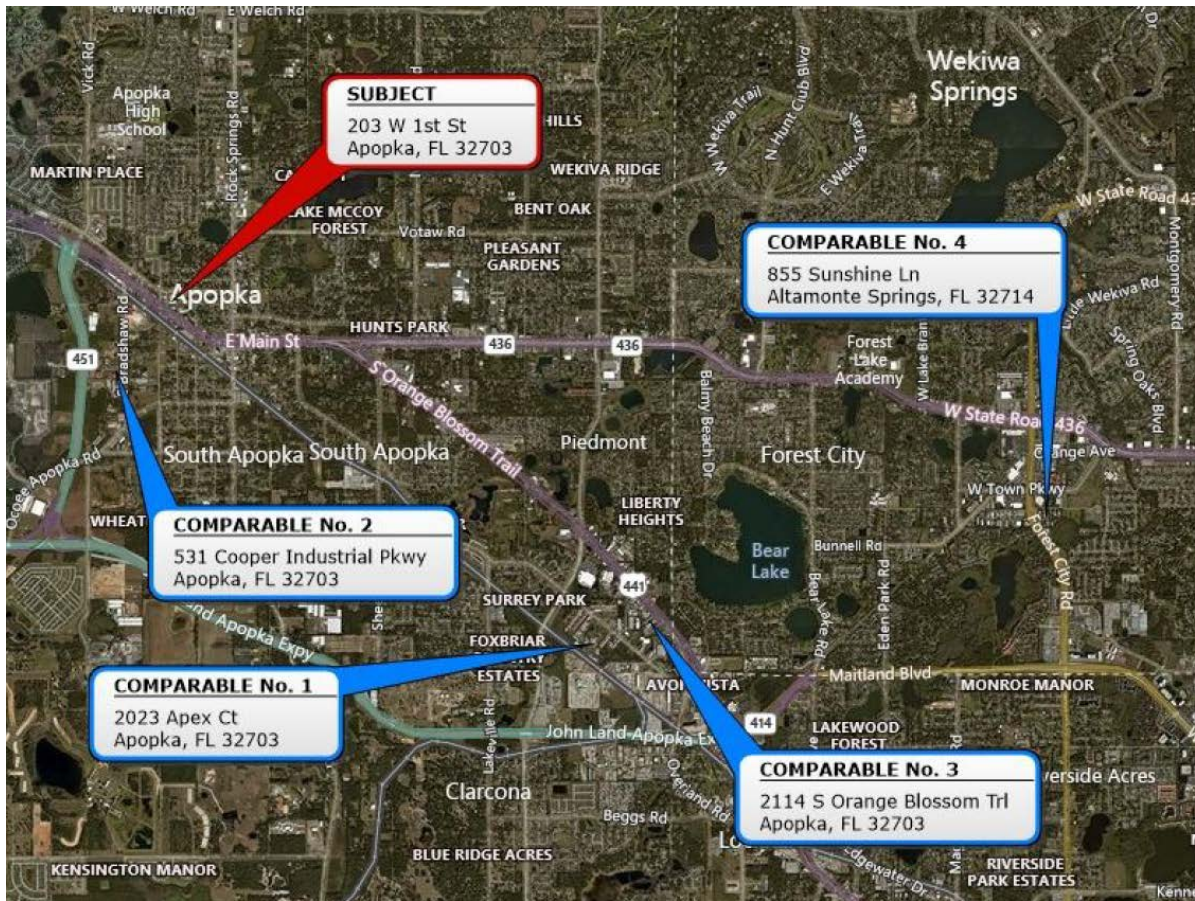 W Welch Rd
E Welch Rd
Vick Rd
Apopka
High
School
Rock Springs Rd
SUBJECT
203 W 1st St
Apopka, FL 32703
HILLS
Wekiwa
Springs
N Hunt Club Blvd
W Wekiva Trail
E Wekiva Trail
MARTIN PLACE
WEKIVA RIDGE
BENT OAK
LAKE MCCOY
FOREST
Votaw Rd
PLEASANT
GARDENS
W State Road
Montgomery Rd
COMPARABLE No. 4
855 Sunshine Ln
Altamonte Springs, FL 32714
Little Wekiva Rd
Spring Oaks Blvd
Apopka
HUNTS PARK
E Main St
436
436
451
Bradshaw Rd
S Orange Blossom Trail
Balmy Beach Dr
Forest
Lake
Academy
W Lake Bran
W State Road 436
Orange Ave
South Apopka
South Apopka
Piedmont
Forest City
Ocoee Apopka Rd
W Town Pkwy
WHEAT
COMPARABLE No. 2
531 Cooper Industrial Pkwy
Apopka, FL 32703
LIBERTY
HEIGHTS
Bear
Lake
Bunnell Rd
Forest City Rd
441
SURREY PARK
Bear Lake Rd
Eden Park Rd
Apopka Expy
FOXBRIAR
ESTATES
COMPARABLE No. 1
2023 Apex Ct
Apopka, FL 32703
Maitland Blvd
MONROE MANOR
414
John Land-Apopka Ex
LAKEWOOD
FOREST
Lakeville Rd
Overland Rd
COMPARABLE No. 3
2114 S Orange Blossom Trl
Apopka, FL 32703
verside Acres
Clarcona
Beggs Rd
BLUE RIDGE ACRES
KENSINGTON MANOR
Edgewater Dr
RIVERSIDE
PARK ESTATES
Kenne